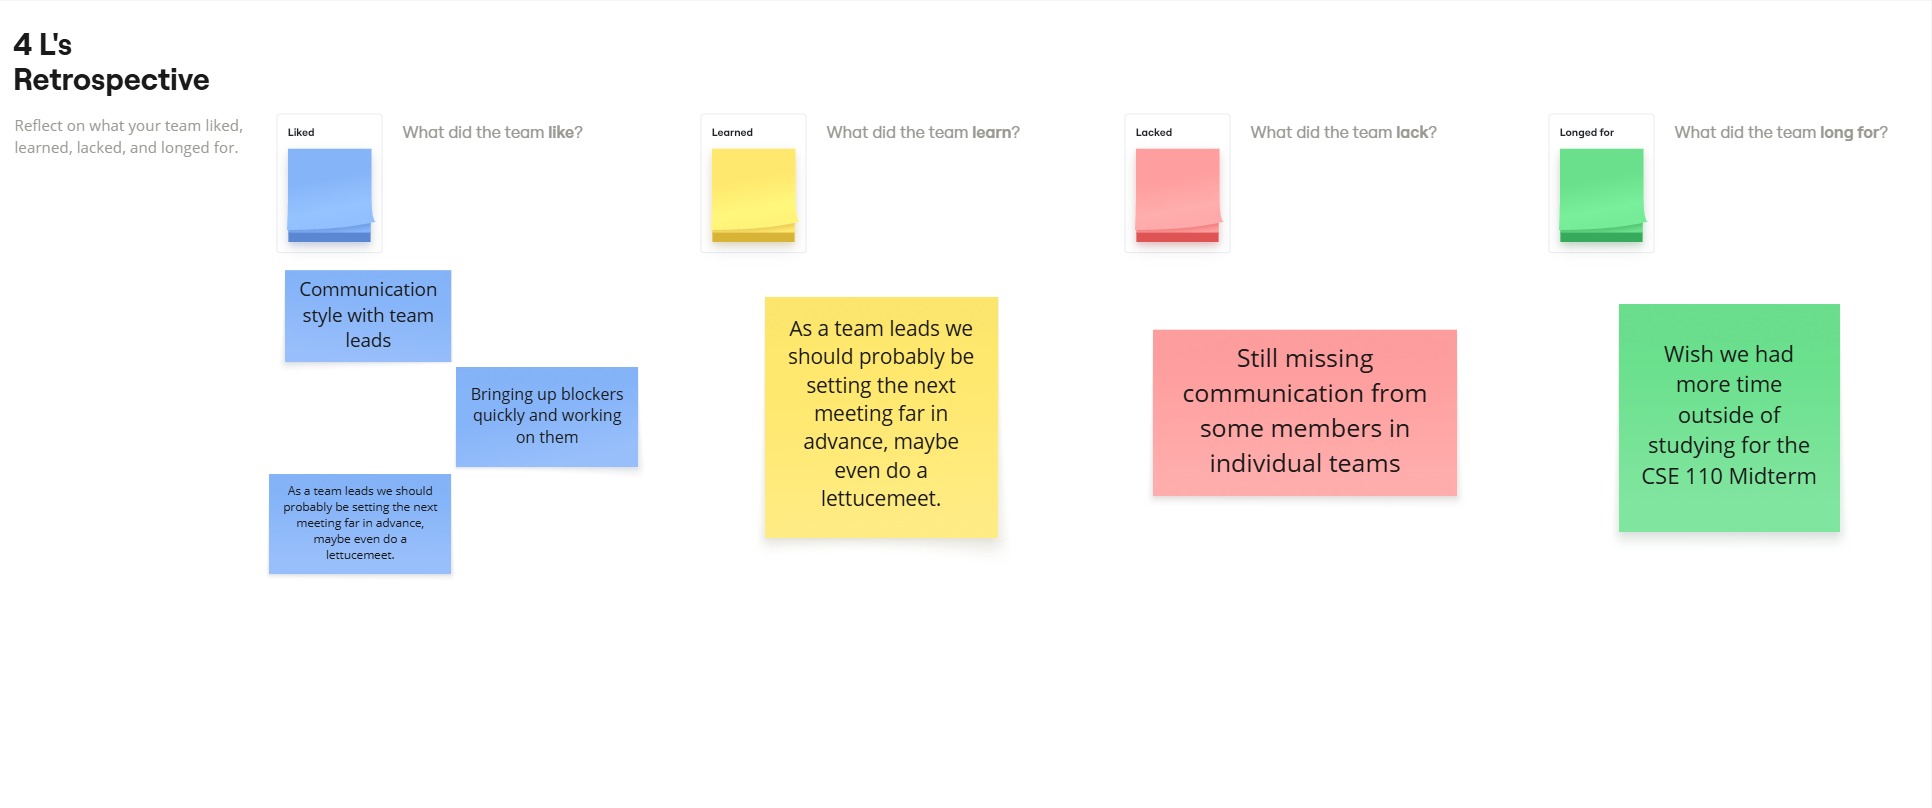 4 L's
Retrospective
Reflect on what your team liked,
learned, lacked, and longed for.
Liked
What did the team like?
Communication
style with team
leads
Bringing up blockers
quickly and working
on them
As a team leads we should
probably be setting the next
meeting far in advance,
maybe even do a
lettucemeet.
Learned
What did the team learn?
As a team leads we
should probably be
setting the next
meeting far in
advance, maybe
even do a
lettucemeet.
Lacked
What did the team lack?
Still missing
communication from
some members in
individual teams
Longed for
What did the team long for?
Wish we had
more time
outside of
studying for the
CSE 110 Midterm